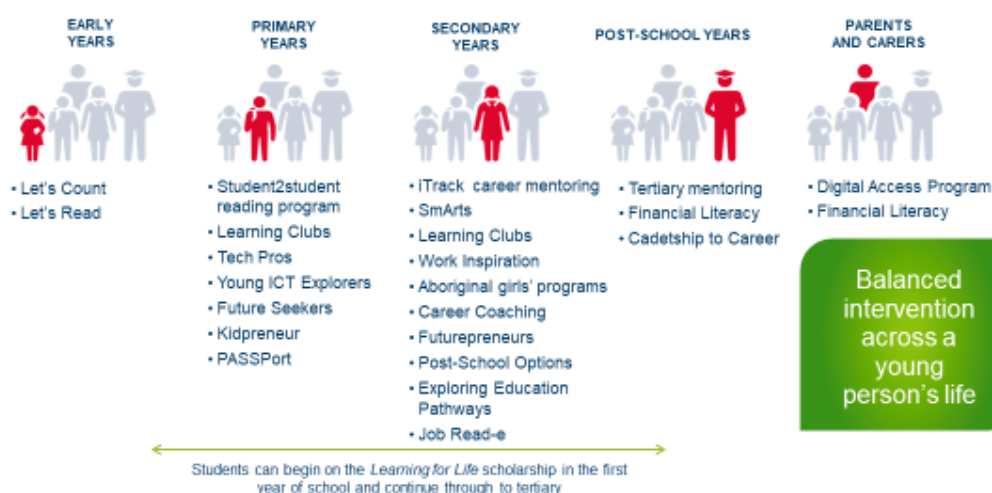 EARLY
YEARS
PRIMARY
YEARS
SECONDARY
YEARS
POST-SCHOOL YEARS
PARENTS
AND CARERS
• Let's Count
• Let's Read
• Student2student
reading program
• Learning Clubs
• Tech Pros
• Young ICT Explorers
• Future Seekers
• Kidpreneur
• PASSPort
• iTrack career mentoring
• SmArts
• Learning Clubs
• Work Inspiration
• Aboriginal girls' programs
• Career Coaching
• Futurepreneurs
• Post-School Options
• Exploring Education
Pathways
• Job Read-e
• Tertiary mentoring
• Financial Literacy
• Cadetship to Career
• Digital Access Program
• Financial Literacy
Balanced
intervention
across a
young
person's life
Students can begin on the Learning for Life scholarship in the first
year of school and continue through to tertiary